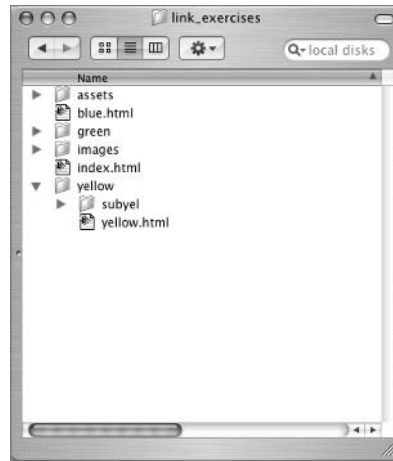 link_exercises
local disks
Name
assets
blue.html
green
images
index.html
yellow
subyel
yellow.html